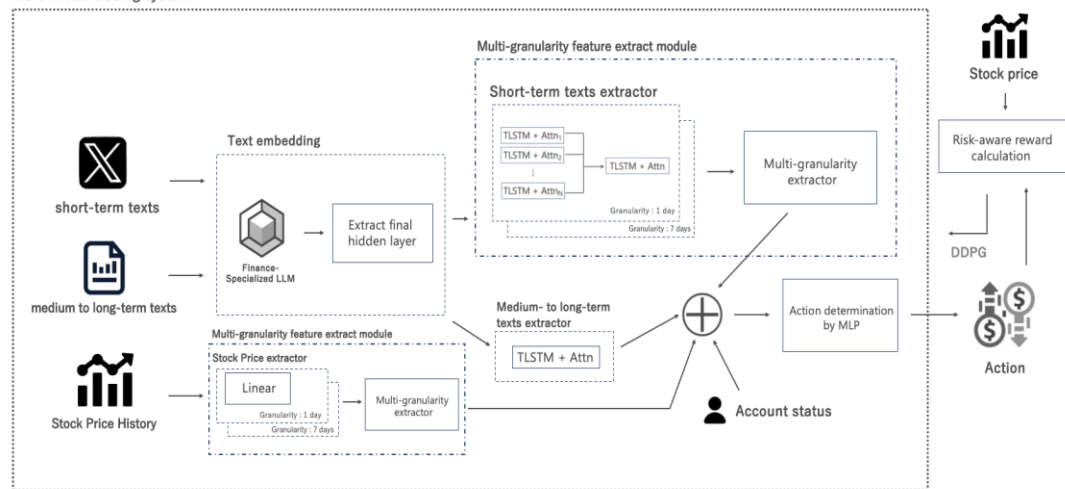 Multi-granularity feature extract module
Short-term texts extractor
TLSTM + Attn1
TLSTM + Attn2
⋮
TLSTM + AttnN
TLSTM + Attn
Granularity : 1 day
Granularity : 7 days
Multi-granularity
extractor
Stock price
Risk-aware reward
calculation
DDPG
Action
short-term texts
medium to long-term texts
Stock Price History
Text embedding
Finance-
Specialized LLM
Extract final
hidden layer
Medium- to long-term
texts extractor
TLSTM + Attn
Action determination
by MLP
Account status
Multi-granularity feature extract module
Stock Price extractor
Linear
Granularity : 1 day
Granularity : 7 days
Multi-granularity
extractor